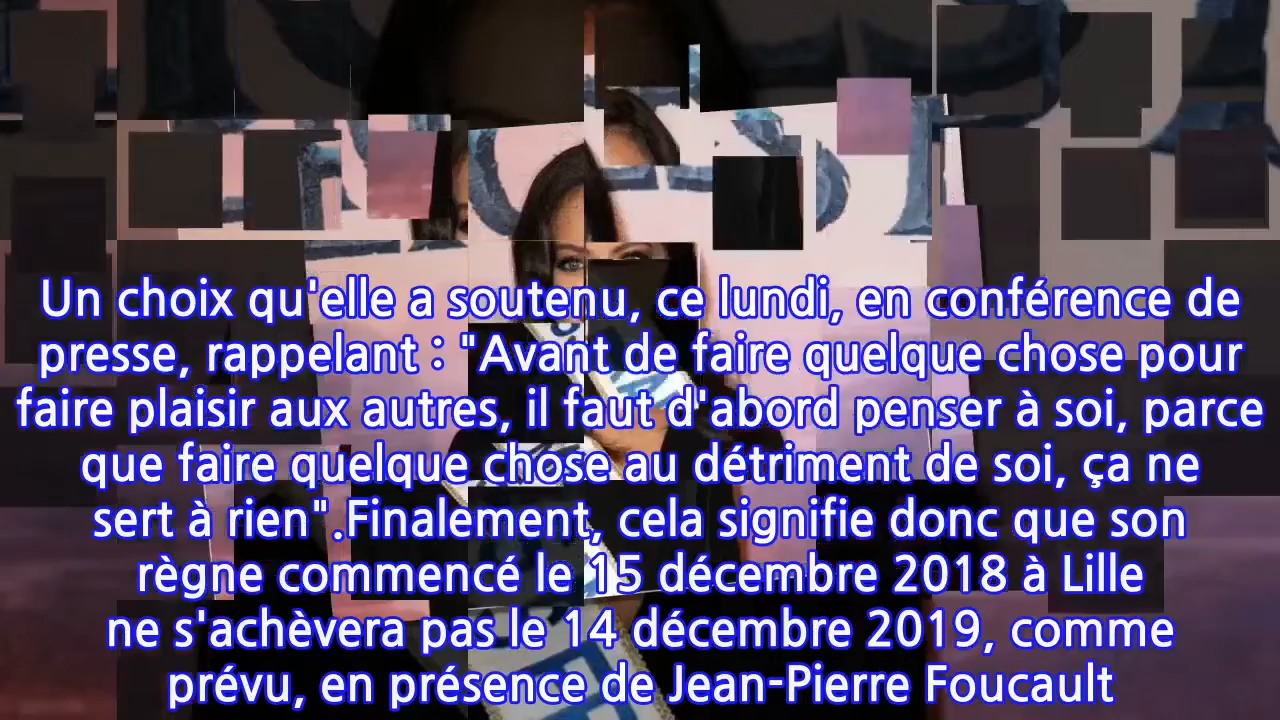 Un choix qu'elle a soutenu, ce lundi, en conférence de
presse, rappelant : "Avant de faire quelque chose pour
faire plaisir aux autres, il faut d'abord penser à soi, parce
que faire quelque chose au détriment de soi, ça ne
sert à rien".Finalement, cela signifie donc que son
règne commencé le 15 décembre 2018 à Lille
ne s'achèvera pas le 14 décembre 2019, comme
prévu, en présence de Jean-Pierre Foucault